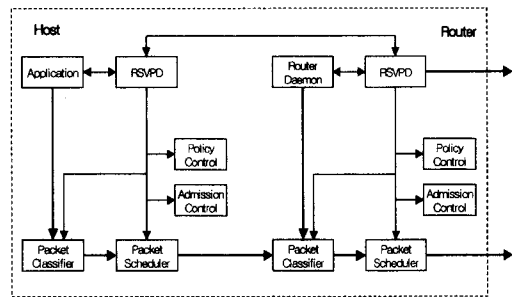 Host
Router
Application
RSVPD
Router
Daemon
RSVPD
Policy
Control
Policy
Control
Admission
Control
Admission
Control
Packet
Classifier
Packet
Scheduler
Packet
Classifier
Packet
Scheduler